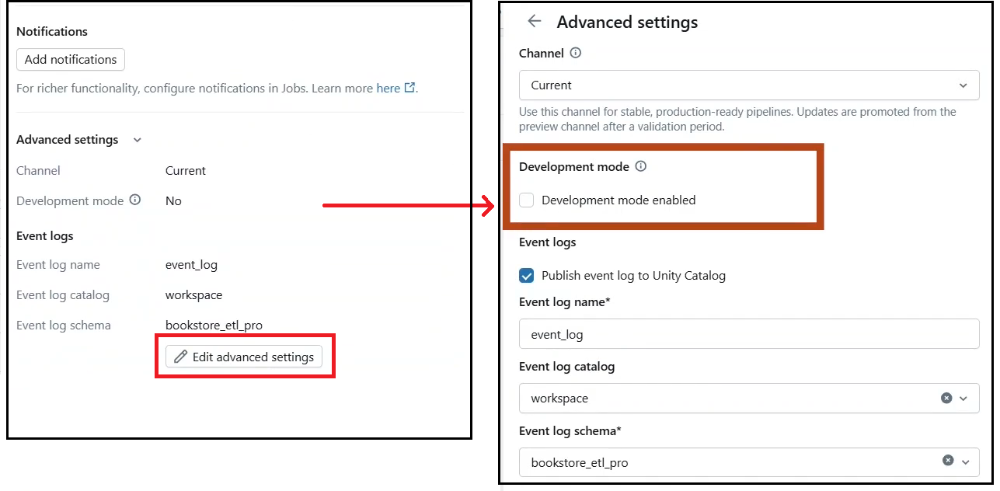 Notifications
Add notifications
For richer functionality, configure notifications in Jobs. Learn more here.
Advanced settings
Channel Current
Development mode No
Event logs
Event log name event_log
Event log catalog workspace
Event log schema bookstore_etl_pro
Edit advanced settings
Advanced settings
Channel
Current
Use this channel for stable, production-ready pipelines. Updates are promoted from the
preview channel after a validation period.
Development mode
Development mode enabled
Event logs
Publish event log to Unity Catalog
Event log name*
event_log
Event log catalog
workspace
Event log schema*
bookstore_etl_pro